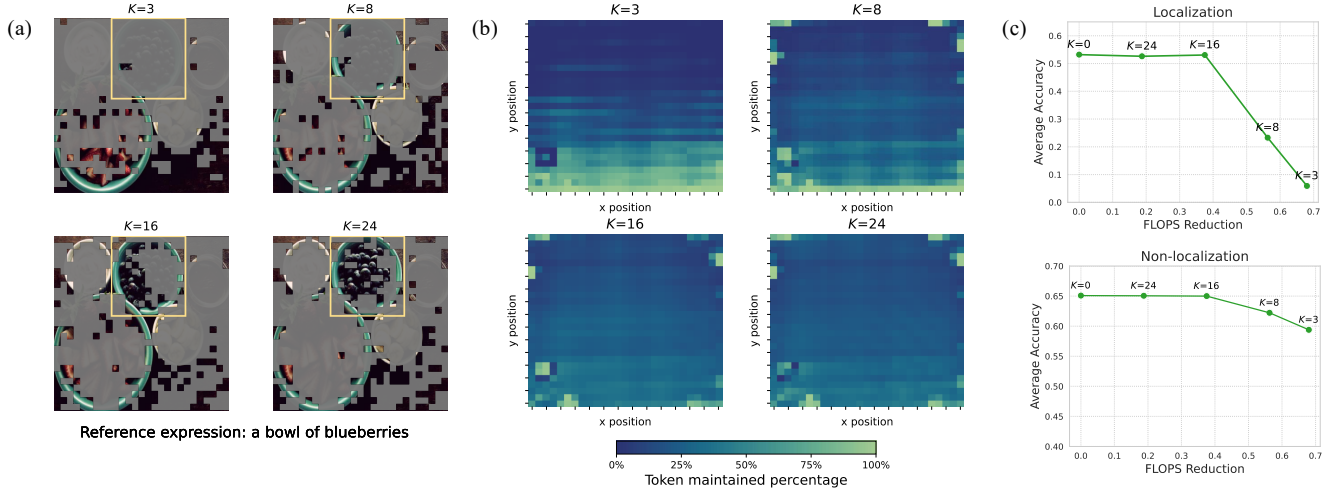 (a)
K=3
K=8
K=16
K=24
Reference expression: a bowl of blueberries
(b)
K=3
K=8
y position
y position
x position
x position
K=16
K=24
y position
y position
x position
x position
0%
25%
50%
75%
100%
Token maintained percentage
(c)
Localization
Average Accuracy
0.6
0.5
0.4
0.3
0.2
0.1
0.0
K=0
K=24
K=16
K=8
K=3
0.0
0.1
0.2
0.3
0.4
0.5
0.6
0.7
FLOPS Reduction
Non-localization
Average Accuracy
0.70
0.65
0.60
0.55
0.50
0.45
0.40
K=0
K=24
K=16
K=8
K=3
0.0
0.1
0.2
0.3
0.4
0.5
0.6
0.7
FLOPS Reduction